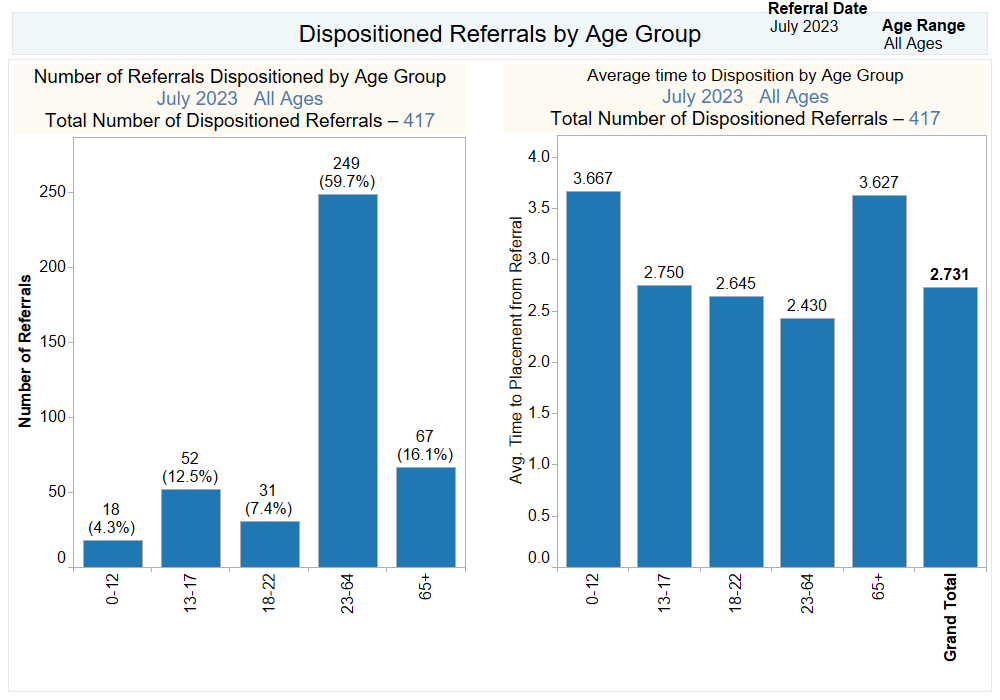 Dispositioned Referrals by Age Group
Referral Date
July 2023
Age Range
All Ages
Number of Referrals Dispositioned by Age Group
July 2023 All Ages
Total Number of Dispositioned Referrals – 417
Number of Referrals
250
200
150
100
50
0
18
(4.3%)
52
(12.5%)
31
(7.4%)
249
(59.7%)
67
(16.1%)
0-12
13-17
18-22
23-64
65+
Average time to Disposition by Age Group
July 2023 All Ages
Total Number of Dispositioned Referrals – 417
Avg. Time to Placement from Referral
4.0
3.5
3.0
2.5
2.0
1.5
1.0
0.5
0.0
3.667
2.750
2.645
2.430
3.627
2.731
0-12
13-17
18-22
23-64
65+
Grand Total